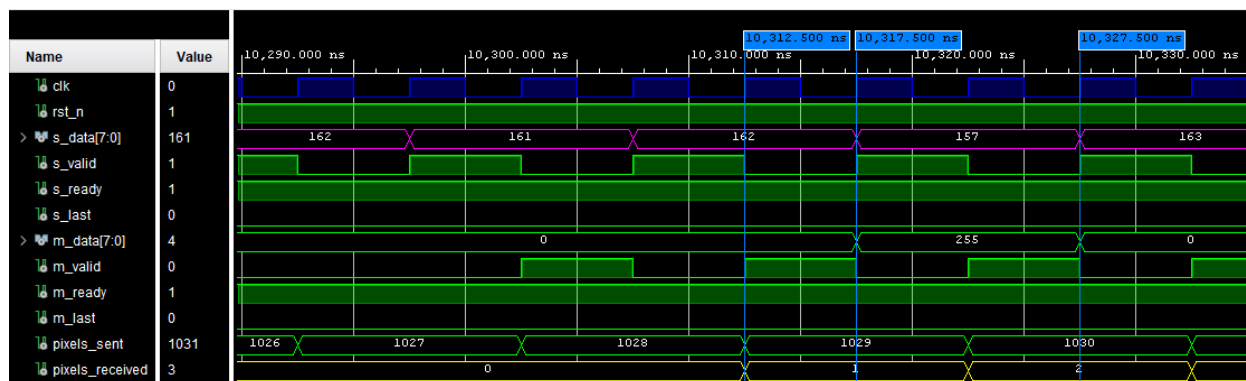 10,312.500 ns 10,317.500 ns 10,327.500 ns
Name Value 10,290.000 ns 10,300.000 ns 10,310.000 ns 10,320.000 ns 10,330.000 ns
clk 0
rst_n 1
s_data[7:0] 161 162 161 162 157 163
s_valid 1
s_ready 1
s_last 0
m_data[7:0] 4 0 255 0
m_valid 0
m_ready 1
m_last 0
pixels_sent 1031 1026 1027 1028 1029 1030
pixels_received 3 0 1 2